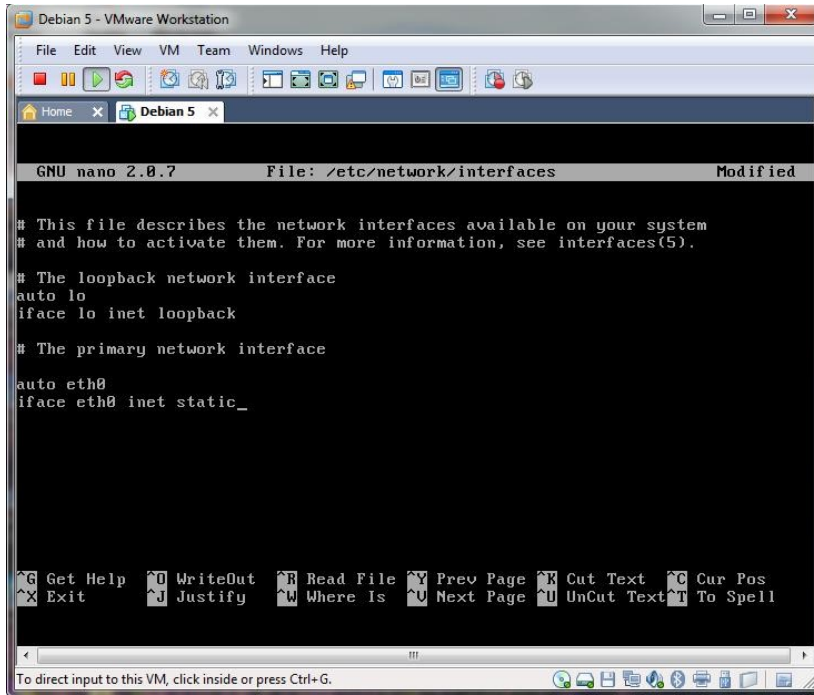 Debian 5 - VMware Workstation
File Edit View VM Team Windows Help
Home X Debian 5 X
GNU nano 2.0.7 File: /etc/network/interfaces Modified
# This file describes the network interfaces available on your system
# and how to activate them. For more information, see interfaces(5).
# The loopback network interface
auto lo
iface lo inet loopback
# The primary network interface
auto eth0
iface eth0 inet static_
^G Get Help ^O WriteOut ^R Read File ^Y Prev Page ^K Cut Text ^C Cur Pos
^X Exit ^J Justify ^W Where Is ^V Next Page ^U UnCut Text ^T To Spell
To direct input to this VM, click inside or press Ctrl+G.